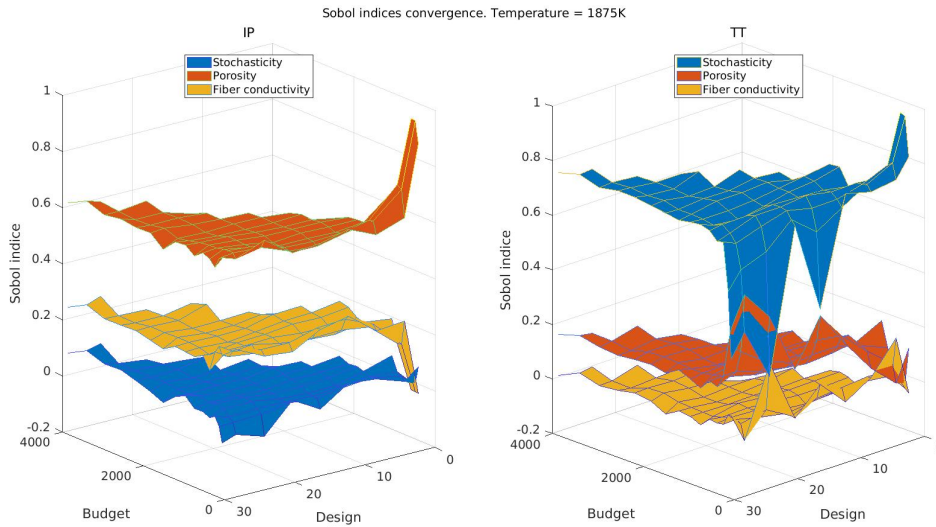 Sobol indices convergence. Temperature = 1875K
IP
Stochasticity
Porosity
Fiber conductivity
1
0.8
0.6
0.4
0.2
0
-0.2
Sobol indice
4000
2000
0
Budget
30
20
10
0
Design
TT
Stochasticity
Porosity
Fiber conductivity
1
0.8
0.6
0.4
0.2
0
-0.2
Sobol indice
4000
2000
0
Budget
30
20
10
Design